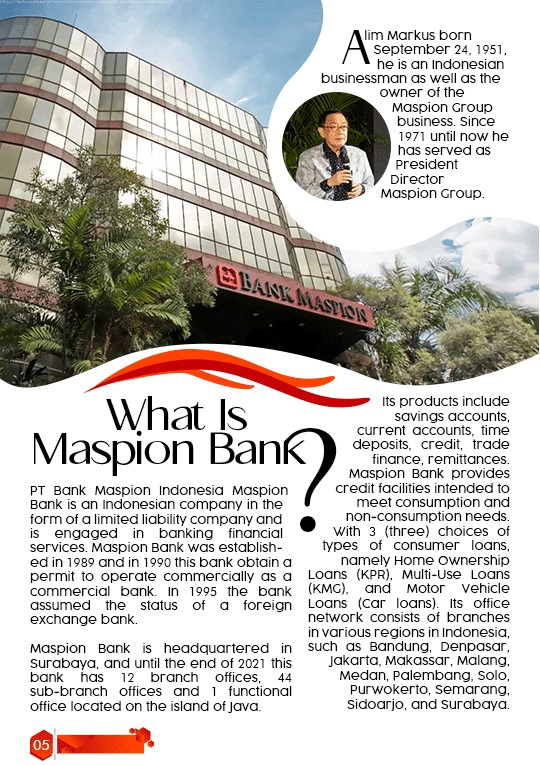 Alim Markus born
September 24, 1951,
he is an Indonesian
businessman as well as the
owner of the
Maspion Group
business. Since
1971 until now he
has served as
President
Director
Maspion Group.
BANK MASPION
What Is
Maspion Bank?
PT Bank Maspion Indonesia Maspion
Bank is an Indonesian company in the
form of a limited liability company and
is engaged in banking financial
services. Maspion Bank was establish-
ed in 1989 and in 1990 this bank obtain a
permit to operate commercially as a
commercial bank. In 1995 the bank
assumed the status of a foreign
exchange bank.
Maspion Bank is headquartered in
Surabaya, and until the end of 2021 this
bank has 12 branch offices, 44
sub-branch offices and 1 functional
office located on the island of Java.
Its products include
savings accounts,
current accounts, time
deposits, credit, trade
finance, remittances.
Maspion Bank provides
credit facilities intended to
meet consumption and
non-consumption needs.
With 3 (three) choices of
types of consumer loans,
namely Home Ownership
Loans (KPR), Multi-Use Loans
(KMG), and Motor Vehicle
Loans (Car loans). Its office
network consists of branches
in various regions in Indonesia,
such as Bandung, Denpasar,
Jakarta, Makassar, Malang,
Medan, Palembang, Solo,
Purwokerto, Semarang,
Sidoarjo, and Surabaya.
05